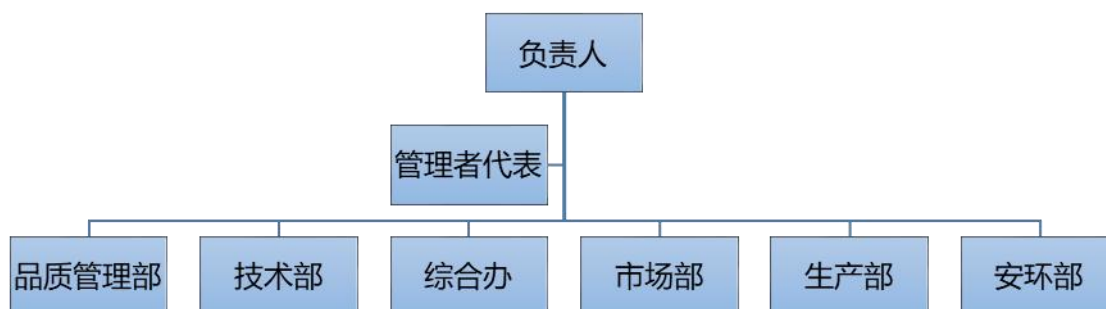 负责人
管理者代表
品质管理部
技术部
综合办
市场部
生产部
安环部